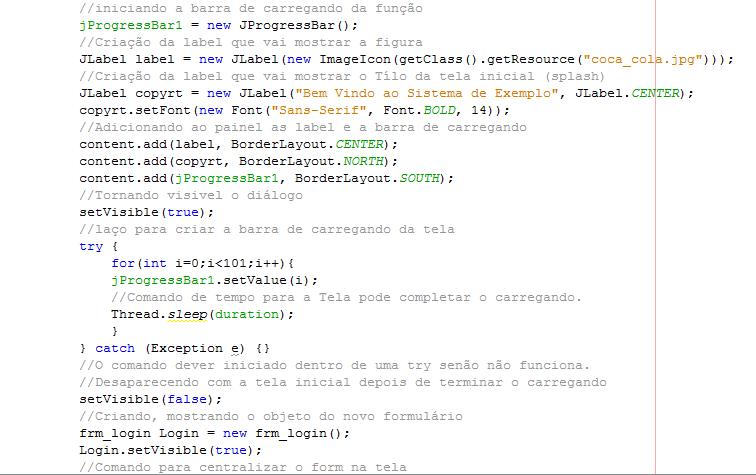 //iniciando a barra de carregando da função
jProgressBar1 = new JProgressBar();
//Criação da label que vai mostrar a figura
JLabel label = new JLabel(new ImageIcon(getClass().getResource("coca_cola.jpg")));
//Criação da label que vai mostrar o Tílo da tela inicial (splash)
JLabel copyrt = new JLabel("Bem Vindo ao Sistema de Exemplo", JLabel.CENTER);
copyrt.setFont(new Font("Sans-Serif", Font.BOLD, 14));
//Adicionando ao painel as label e a barra de carregando
content.add(label, BorderLayout.CENTER);
content.add(copyrt, BorderLayout.NORTH);
content.add(jProgressBar1, BorderLayout.SOUTH);
//Tornando visivel o diálogo
setVisible(true);
//laço para criar a barra de carregando da tela
try {
for(int i=0;i<101;i++){
jProgressBar1.setValue(i);
//Comando de tempo para a Tela pode completar o carregando.
Thread.sleep(duration);
}
} catch (Exception e) {}
//O comando dever iniciado dentro de uma try senão não funciona.
//Desaparecendo com a tela inicial depois de terminar o carregando
setVisible(false);
//Criando, mostrando o objeto do novo formulário
frm_login Login = new frm_login();
Login.setVisible(true);
//Comando para centralizar o form na tela